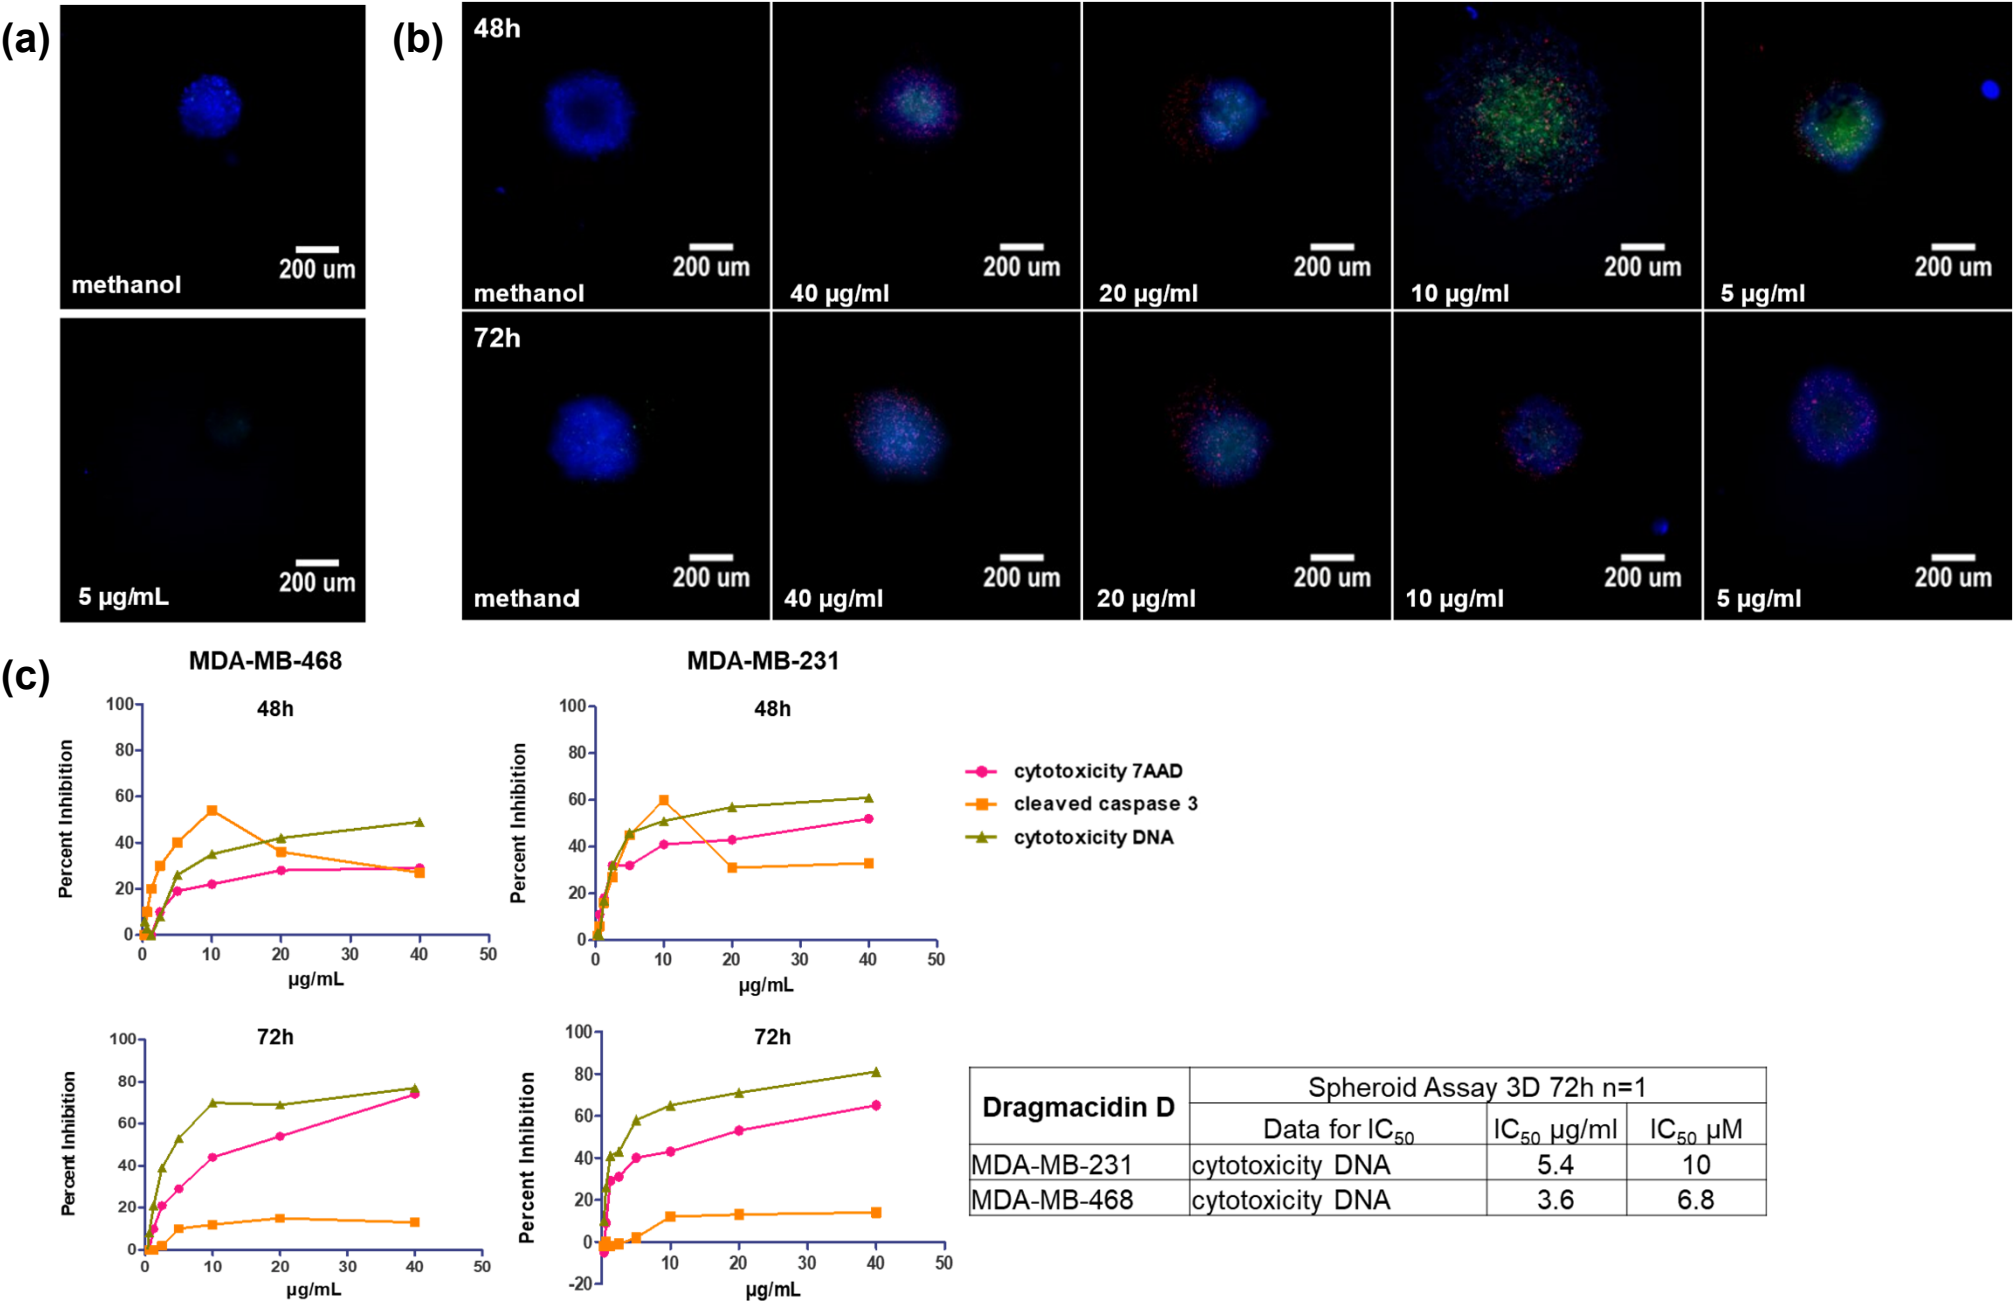 (a)
methanol
200 um
5 µg/mL
200 um
(b)
48h
methanol
200 um
40 µg/ml
200 um
20 µg/ml
200 um
10 µg/ml
200 um
5 µg/ml
200 um
72h
methanol
200 um
40 µg/ml
200 um
20 µg/ml
200 um
10 µg/ml
200 um
5 µg/ml
200 um
(c)
MDA-MB-468
48h
Percent Inhibition
100
80
60
40
20
0
0 10 20 30 40 50
µg/mL
MDA-MB-231
48h
Percent Inhibition
100
80
60
40
20
0
0 10 20 30 40 50
µg/mL
cytotoxicity 7AAD
cleaved caspase 3
cytotoxicity DNA
72h
Percent Inhibition
100
80
60
40
20
0
0 10 20 30 40 50
µg/mL
72h
Percent Inhibition
100
80
60
40
20
0
-20
0 10 20 30 40 50
µg/mL
Dragmacidin D
Spheroid Assay 3D 72h n=1
Data for IC50 IC50 µg/ml IC50 µM
MDA-MB-231 cytotoxicity DNA 5.4 10
MDA-MB-468 cytotoxicity DNA 3.6 6.8